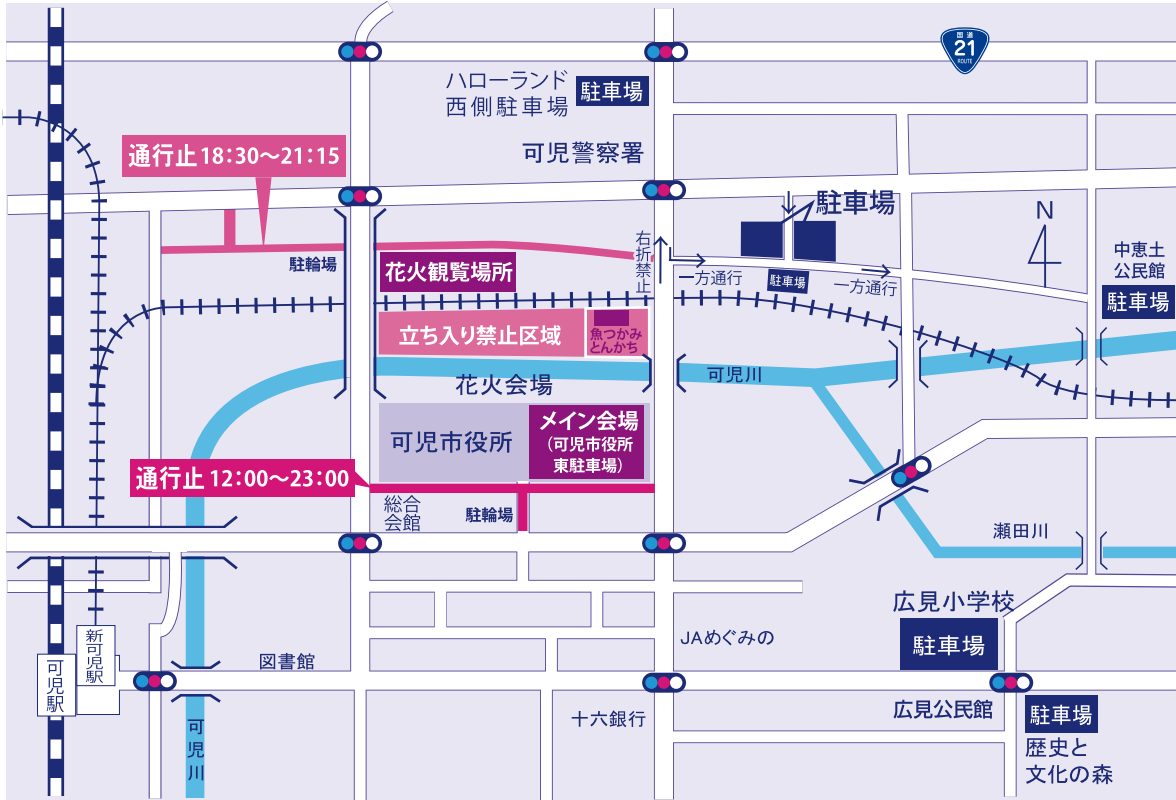 国道
21
ROUTE
ハローランド
西側駐車場
駐車場
可児警察署
通行止 18:30〜21:15
駐車場
N
右折禁止
中恵土
公民館
駐車場
駐輪場
花火観覧場所
一方通行
駐車場
一方通行
立ち入り禁止区域
魚つかみ
とんかち
花火会場
可児川
可児市役所
メイン会場
(可児市役所
東駐車場)
通行止 12:00〜23:00
総合
会館
駐輪場
瀬田川
広見小学校
駐車場
JAめぐみの
新可児駅
可児駅
図書館
十六銀行
広見公民館
駐車場
歴史と
文化の森
可児川